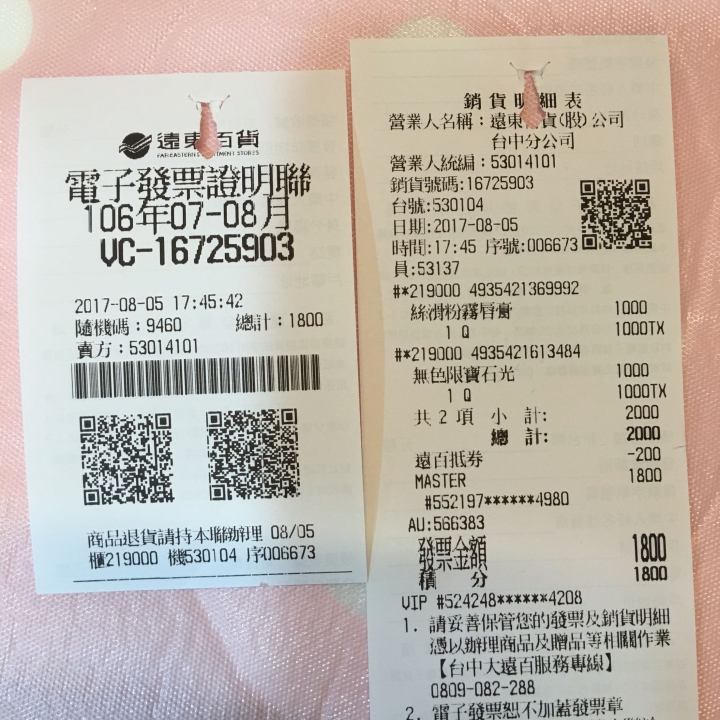 遠東百貨
FAR EASTERN DEPARTMENT STORES
電子發票證明聯
106年07-08月
VC-16725903
2017-08-05 17:45:42
隨機碼：9460 總計：1800
賣方：53014101
商品退貨請持本聯辦理 08/05
櫃219000 機530104 序006673
銷貨明細表
營業人名稱：遠東百貨(股)公司
台中分公司
營業人統編：53014101
銷貨號碼:16725903
台號:530104
日期:2017-08-05
時間:17:45 序號:006673
員:53137
#*219000 4935421369992
絲滑粉霧唇膏 1000
1 Q 1000TX
#*219000 4935421613484
無色限寶石光 1000
1 Q 1000TX
共 2 項 小 計: 2000
總 計: 2000
遠百抵券 -200
MASTER 1800
#552197******4980
AU:566383
發票金額 1800
積 分 1800
VIP #524248******4208
1. 請妥善保管您的發票及銷貨明細
憑以辦理商品及贈品等相關作業
【台中大遠百服務專線】
0809-082-288
2. 電子發票恕不加蓋發票章